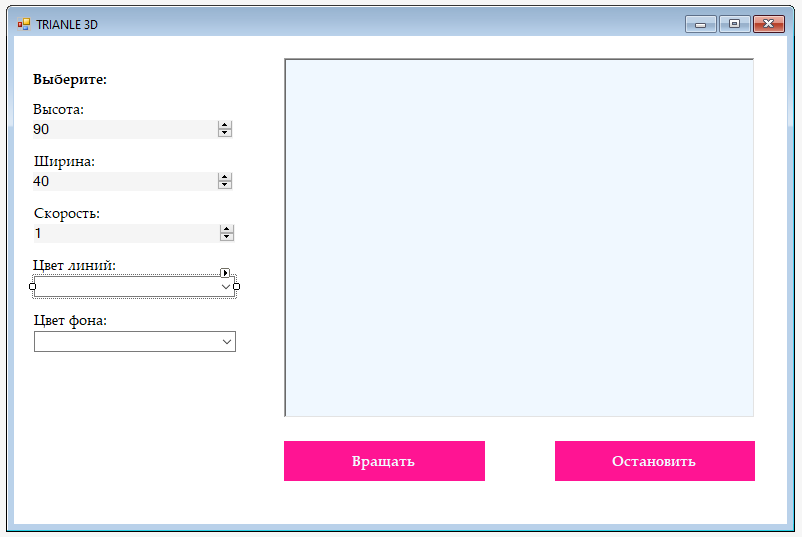 TRIANLE 3D
Выберите:
Высота:
90
Ширина:
40
Скорость:
1
Цвет линий:
Цвет фона:
Вращать
Остановить